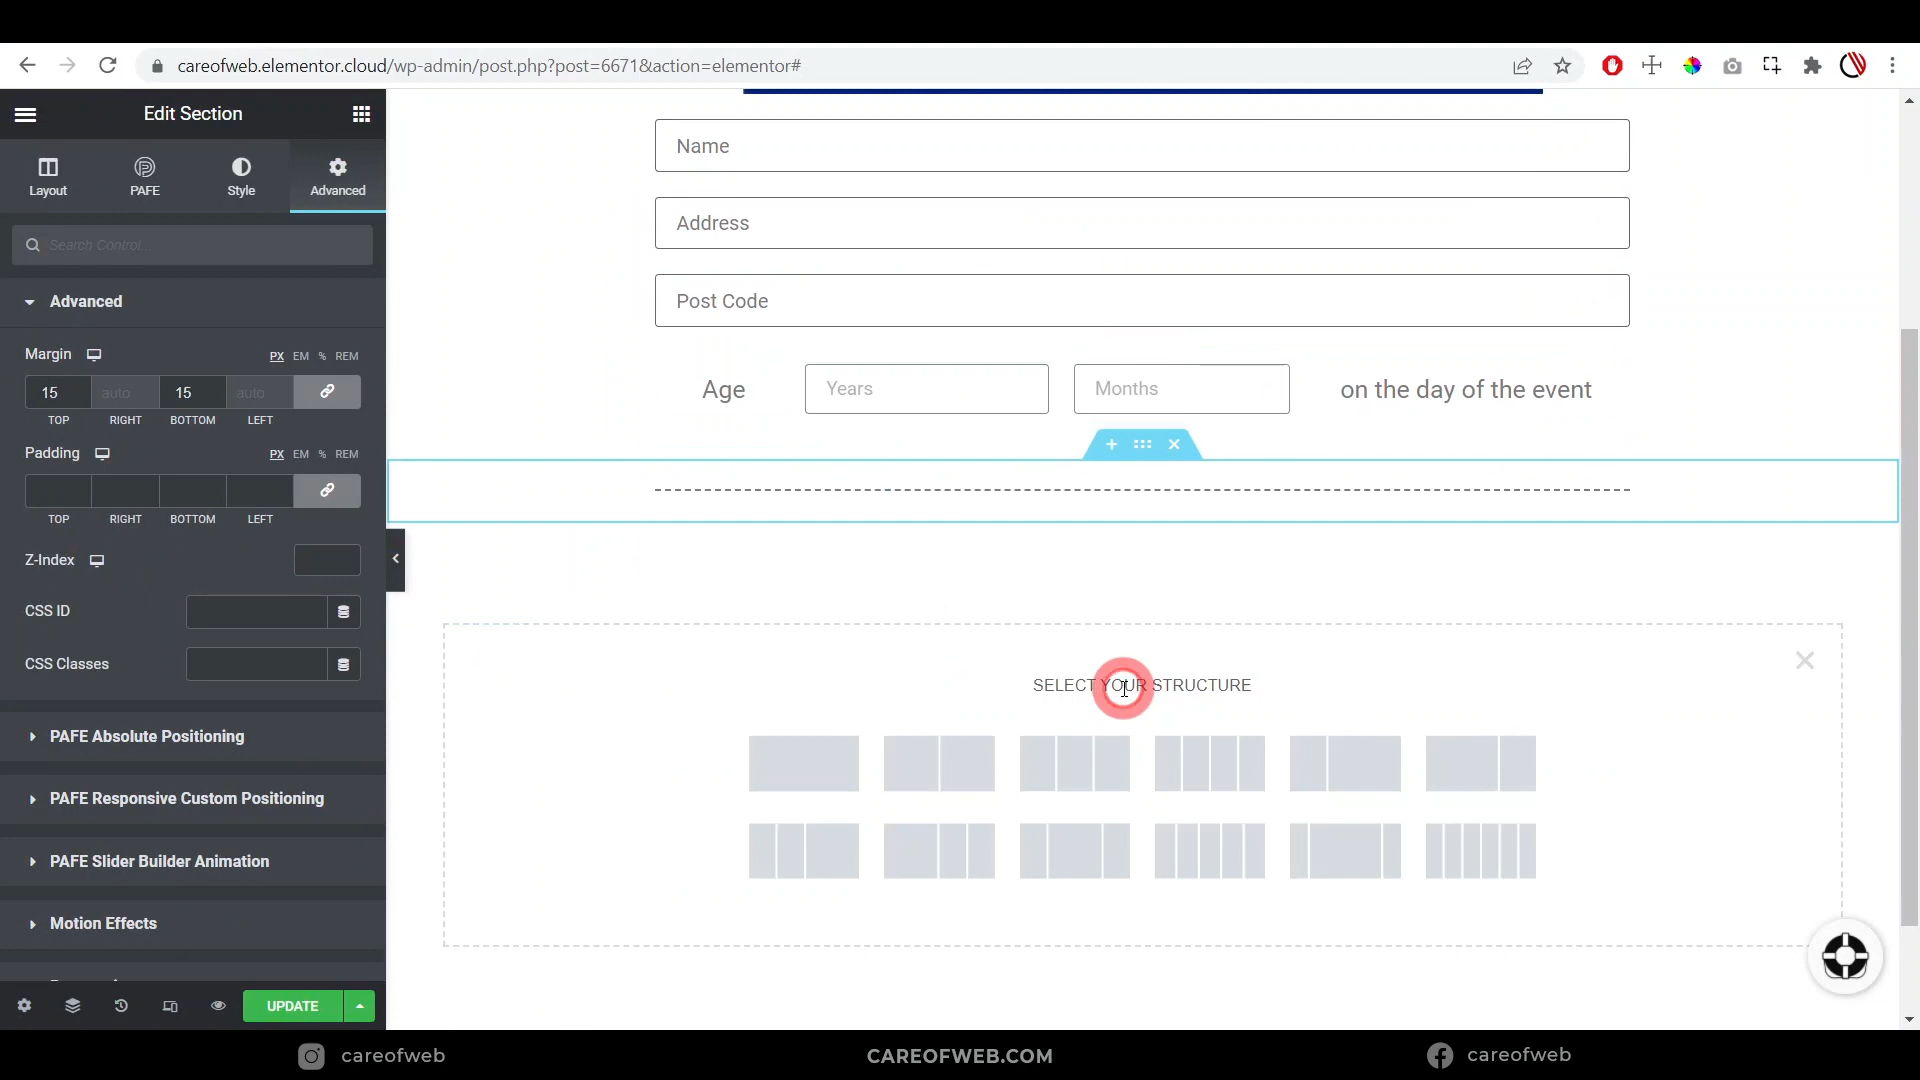 careofweb.elementor.cloud/wp-admin/post.php?post=6671&action=elementor#
Edit Section
Layout
PAFE
Style
Advanced
Search Control...
Advanced
Margin
PX EM % REM
15 auto 15 auto
TOP RIGHT BOTTOM LEFT
Padding
PX EM % REM
TOP RIGHT BOTTOM LEFT
Z-Index
CSS ID
CSS Classes
PAFE Absolute Positioning
PAFE Responsive Custom Positioning
PAFE Slider Builder Animation
Motion Effects
UPDATE
Name
Address
Post Code
Age Years Months on the day of the event
SELECT YOUR STRUCTURE
careofweb
CAREOFWEB.COM
careofweb